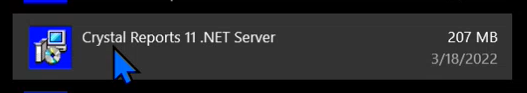 Crystal Reports 11 .NET Server
207 MB
3/18/2022